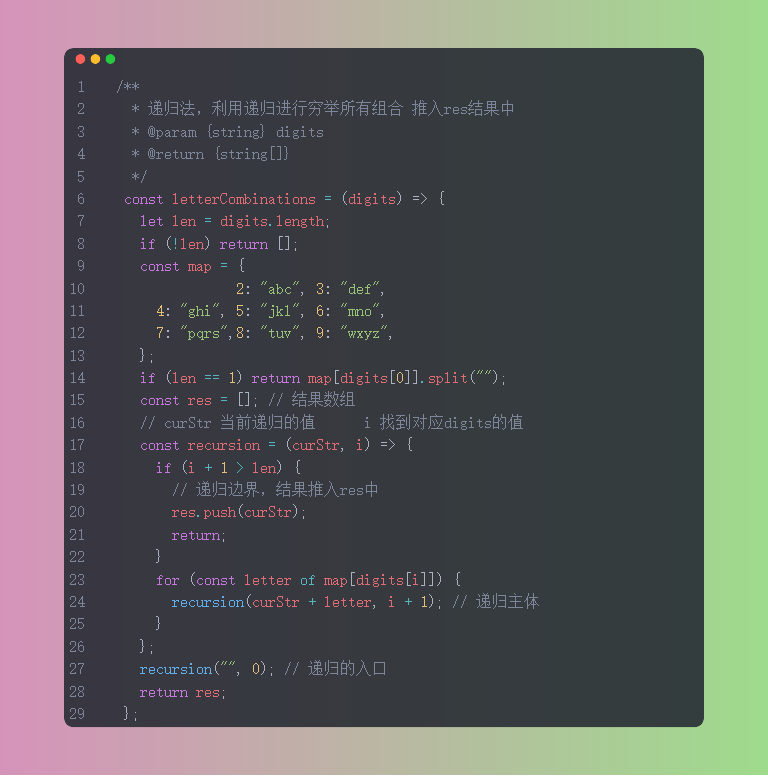 1 /**
2 * 递归法，利用递归进行穷举所有组合 推入res结果中
3 * @param {string} digits
4 * @return {string[]}
5 */
6 const letterCombinations = (digits) => {
7 let len = digits.length;
8 if (!len) return [];
9 const map = {
10 2: "abc", 3: "def",
11 4: "ghi", 5: "jkl", 6: "mno",
12 7: "pqrs",8: "tuv", 9: "wxyz",
13 };
14 if (len == 1) return map[digits[0]].split("");
15 const res = []; // 结果数组
16 // curStr 当前递归的值 i 找到对应digits的值
17 const recursion = (curStr, i) => {
18 if (i + 1 > len) {
19 // 递归边界，结果推入res中
20 res.push(curStr);
21 return;
22 }
23 for (const letter of map[digits[i]]) {
24 recursion(curStr + letter, i + 1); // 递归主体
25 }
26 };
27 recursion("", 0); // 递归的入口
28 return res;
29 };